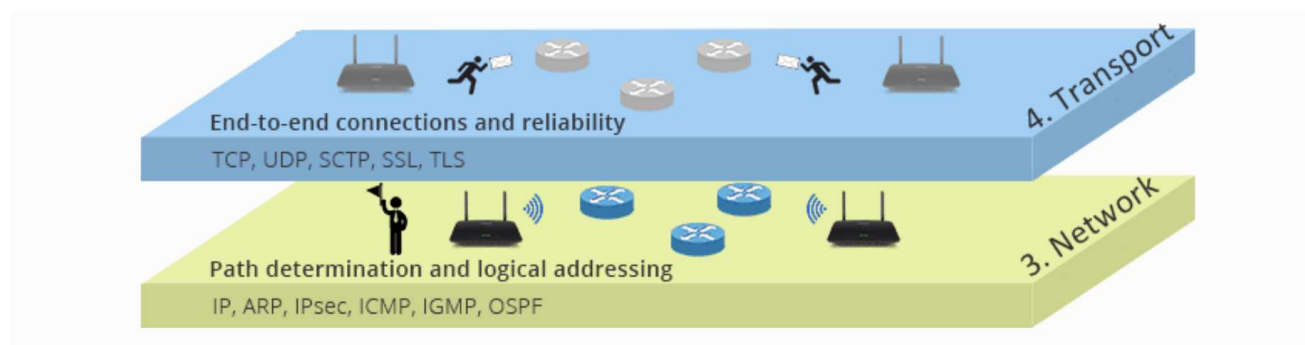 4. Transport
End-to-end connections and reliability
TCP, UDP, SCTP, SSL, TLS
3. Network
Path determination and logical addressing
IP, ARP, IPsec, ICMP, IGMP, OSPF